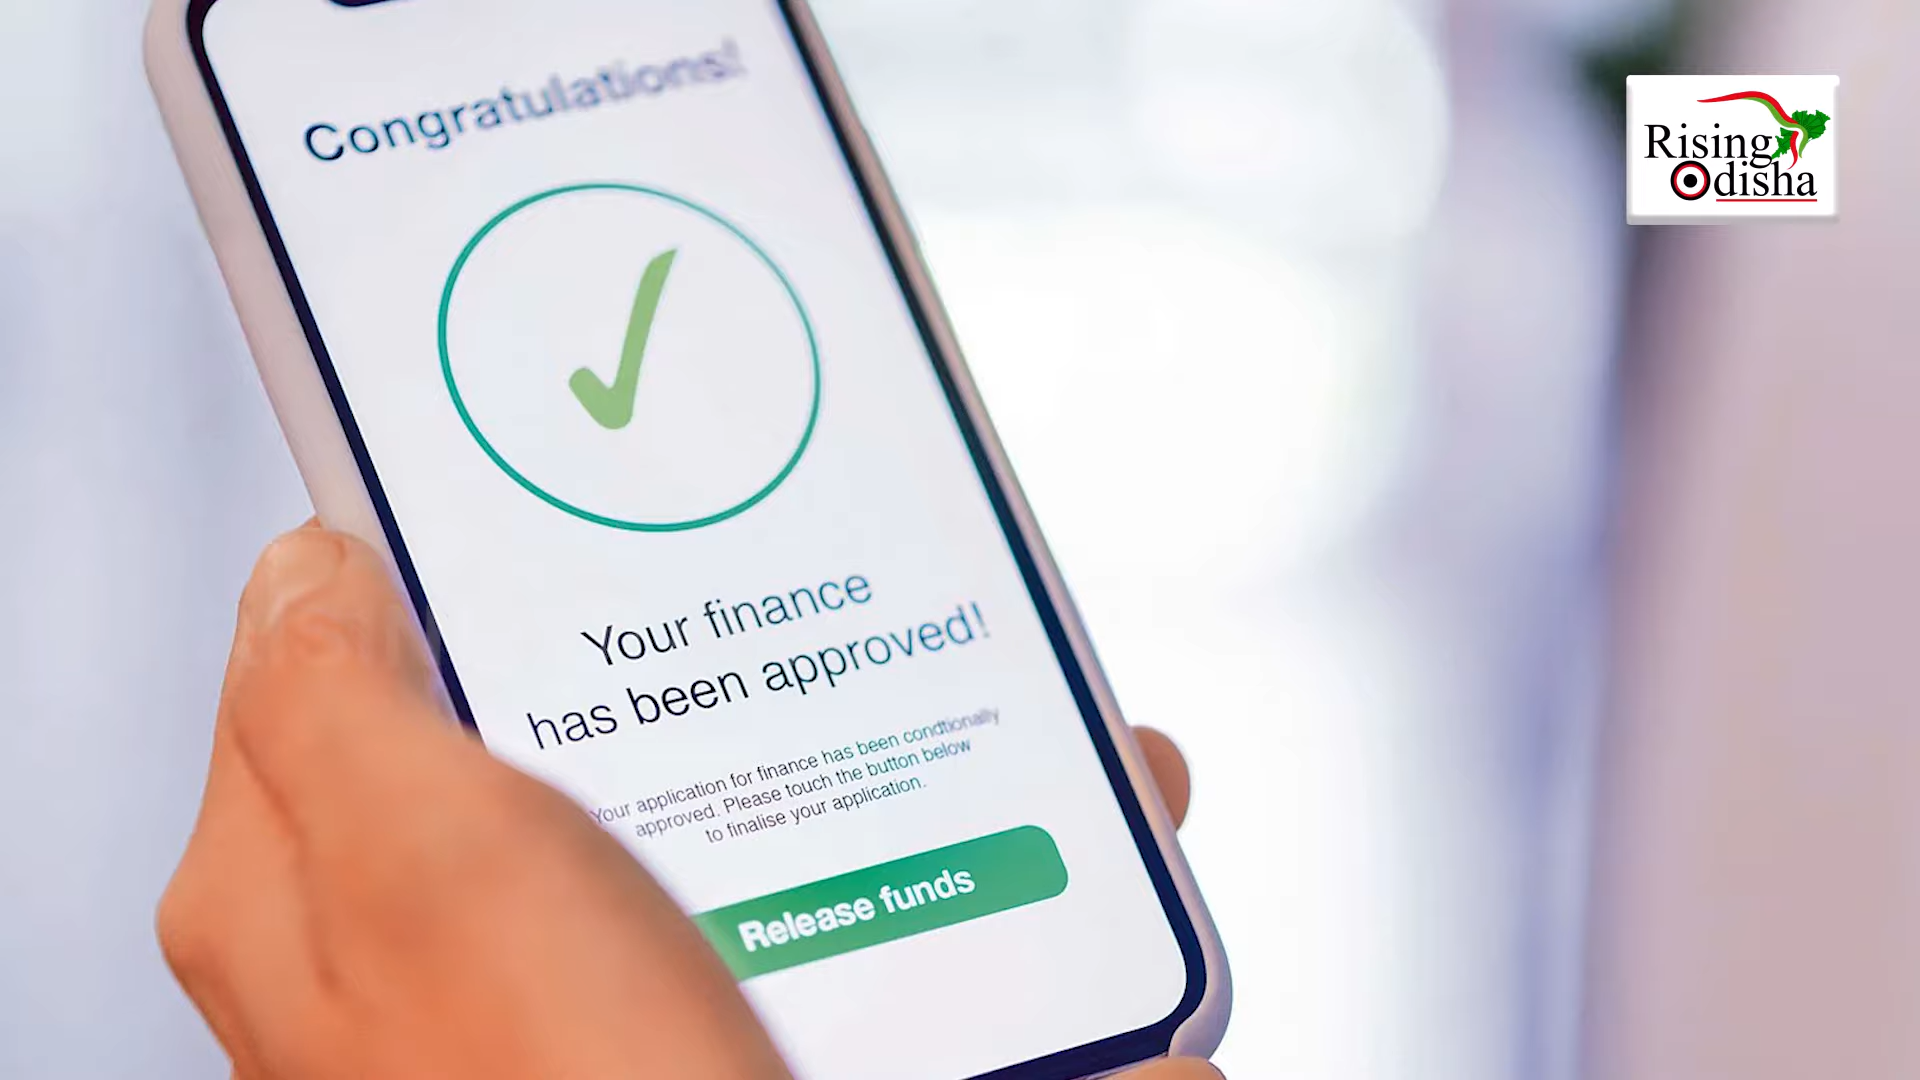 Congratulations!
Your finance
has been approved!
Your application for finance has been condtionally
approved. Please touch the button below
to finalise your application.
Release funds
Rising
Odisha